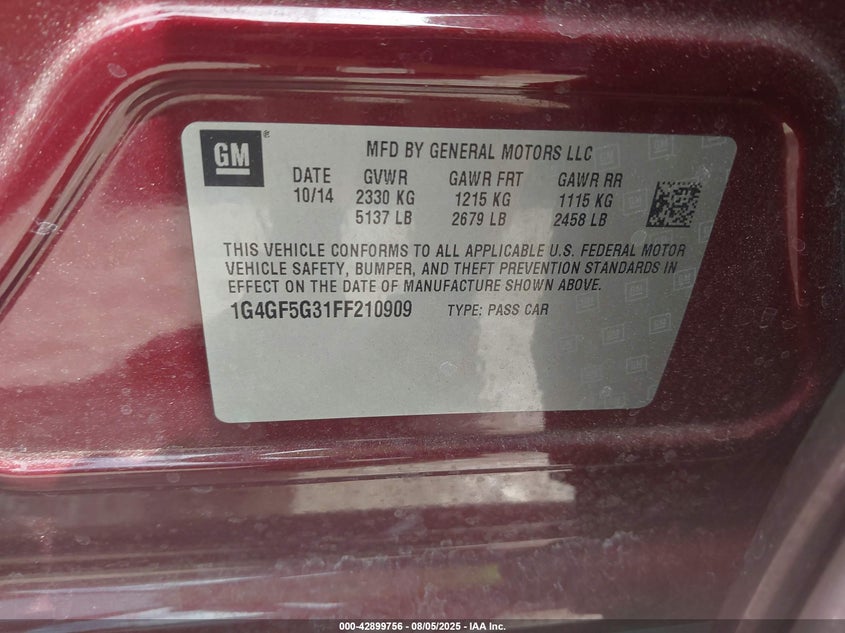 GM ®
MFD BY GENERAL MOTORS LLC
DATE GVWR GAWR FRT GAWR RR
10/14 2330 KG 1215 KG 1115 KG
5137 LB 2679 LB 2458 LB
THIS VEHICLE CONFORMS TO ALL APPLICABLE U.S. FEDERAL MOTOR
VEHICLE SAFETY, BUMPER, AND THEFT PREVENTION STANDARDS IN
EFFECT ON THE DATE OF MANUFACTURE SHOWN ABOVE.
1G4GF5G31FF210909 TYPE: PASS CAR
000-42899756 - 08/05/2025 - IAA Inc.